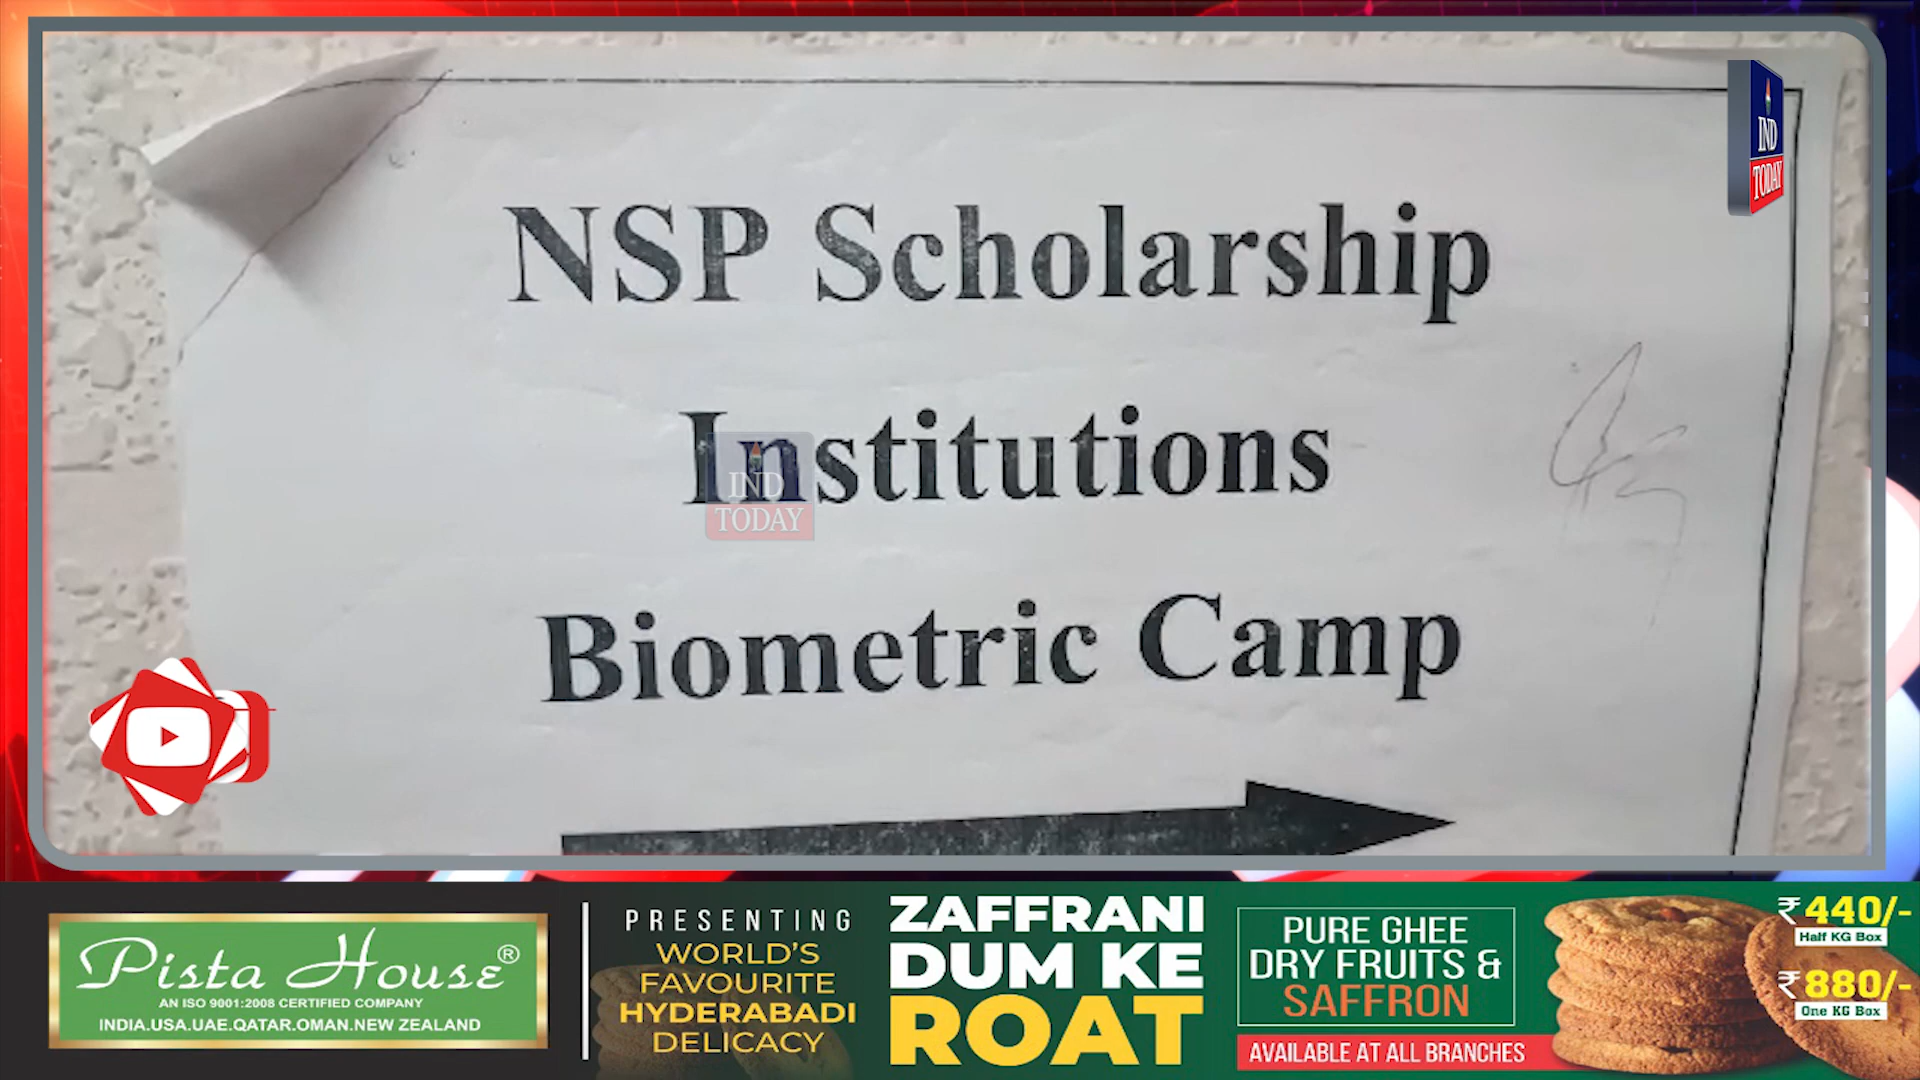 NSP Scholarship
Institutions
Biometric Camp
IND
TODAY
IND
TODAY
Pista House®
AN ISO 9001:2008 CERTIFIED COMPANY
INDIA.USA.UAE.QATAR.OMAN.NEW ZEALAND
PRESENTING
WORLD'S
FAVOURITE
HYDERABADI
DELICACY
ZAFFRANI
DUM KE
ROAT
PURE GHEE
DRY FRUITS &
SAFFRON
AVAILABLE AT ALL BRANCHES
₹440/-
Half KG Box
₹880/-
One KG Box